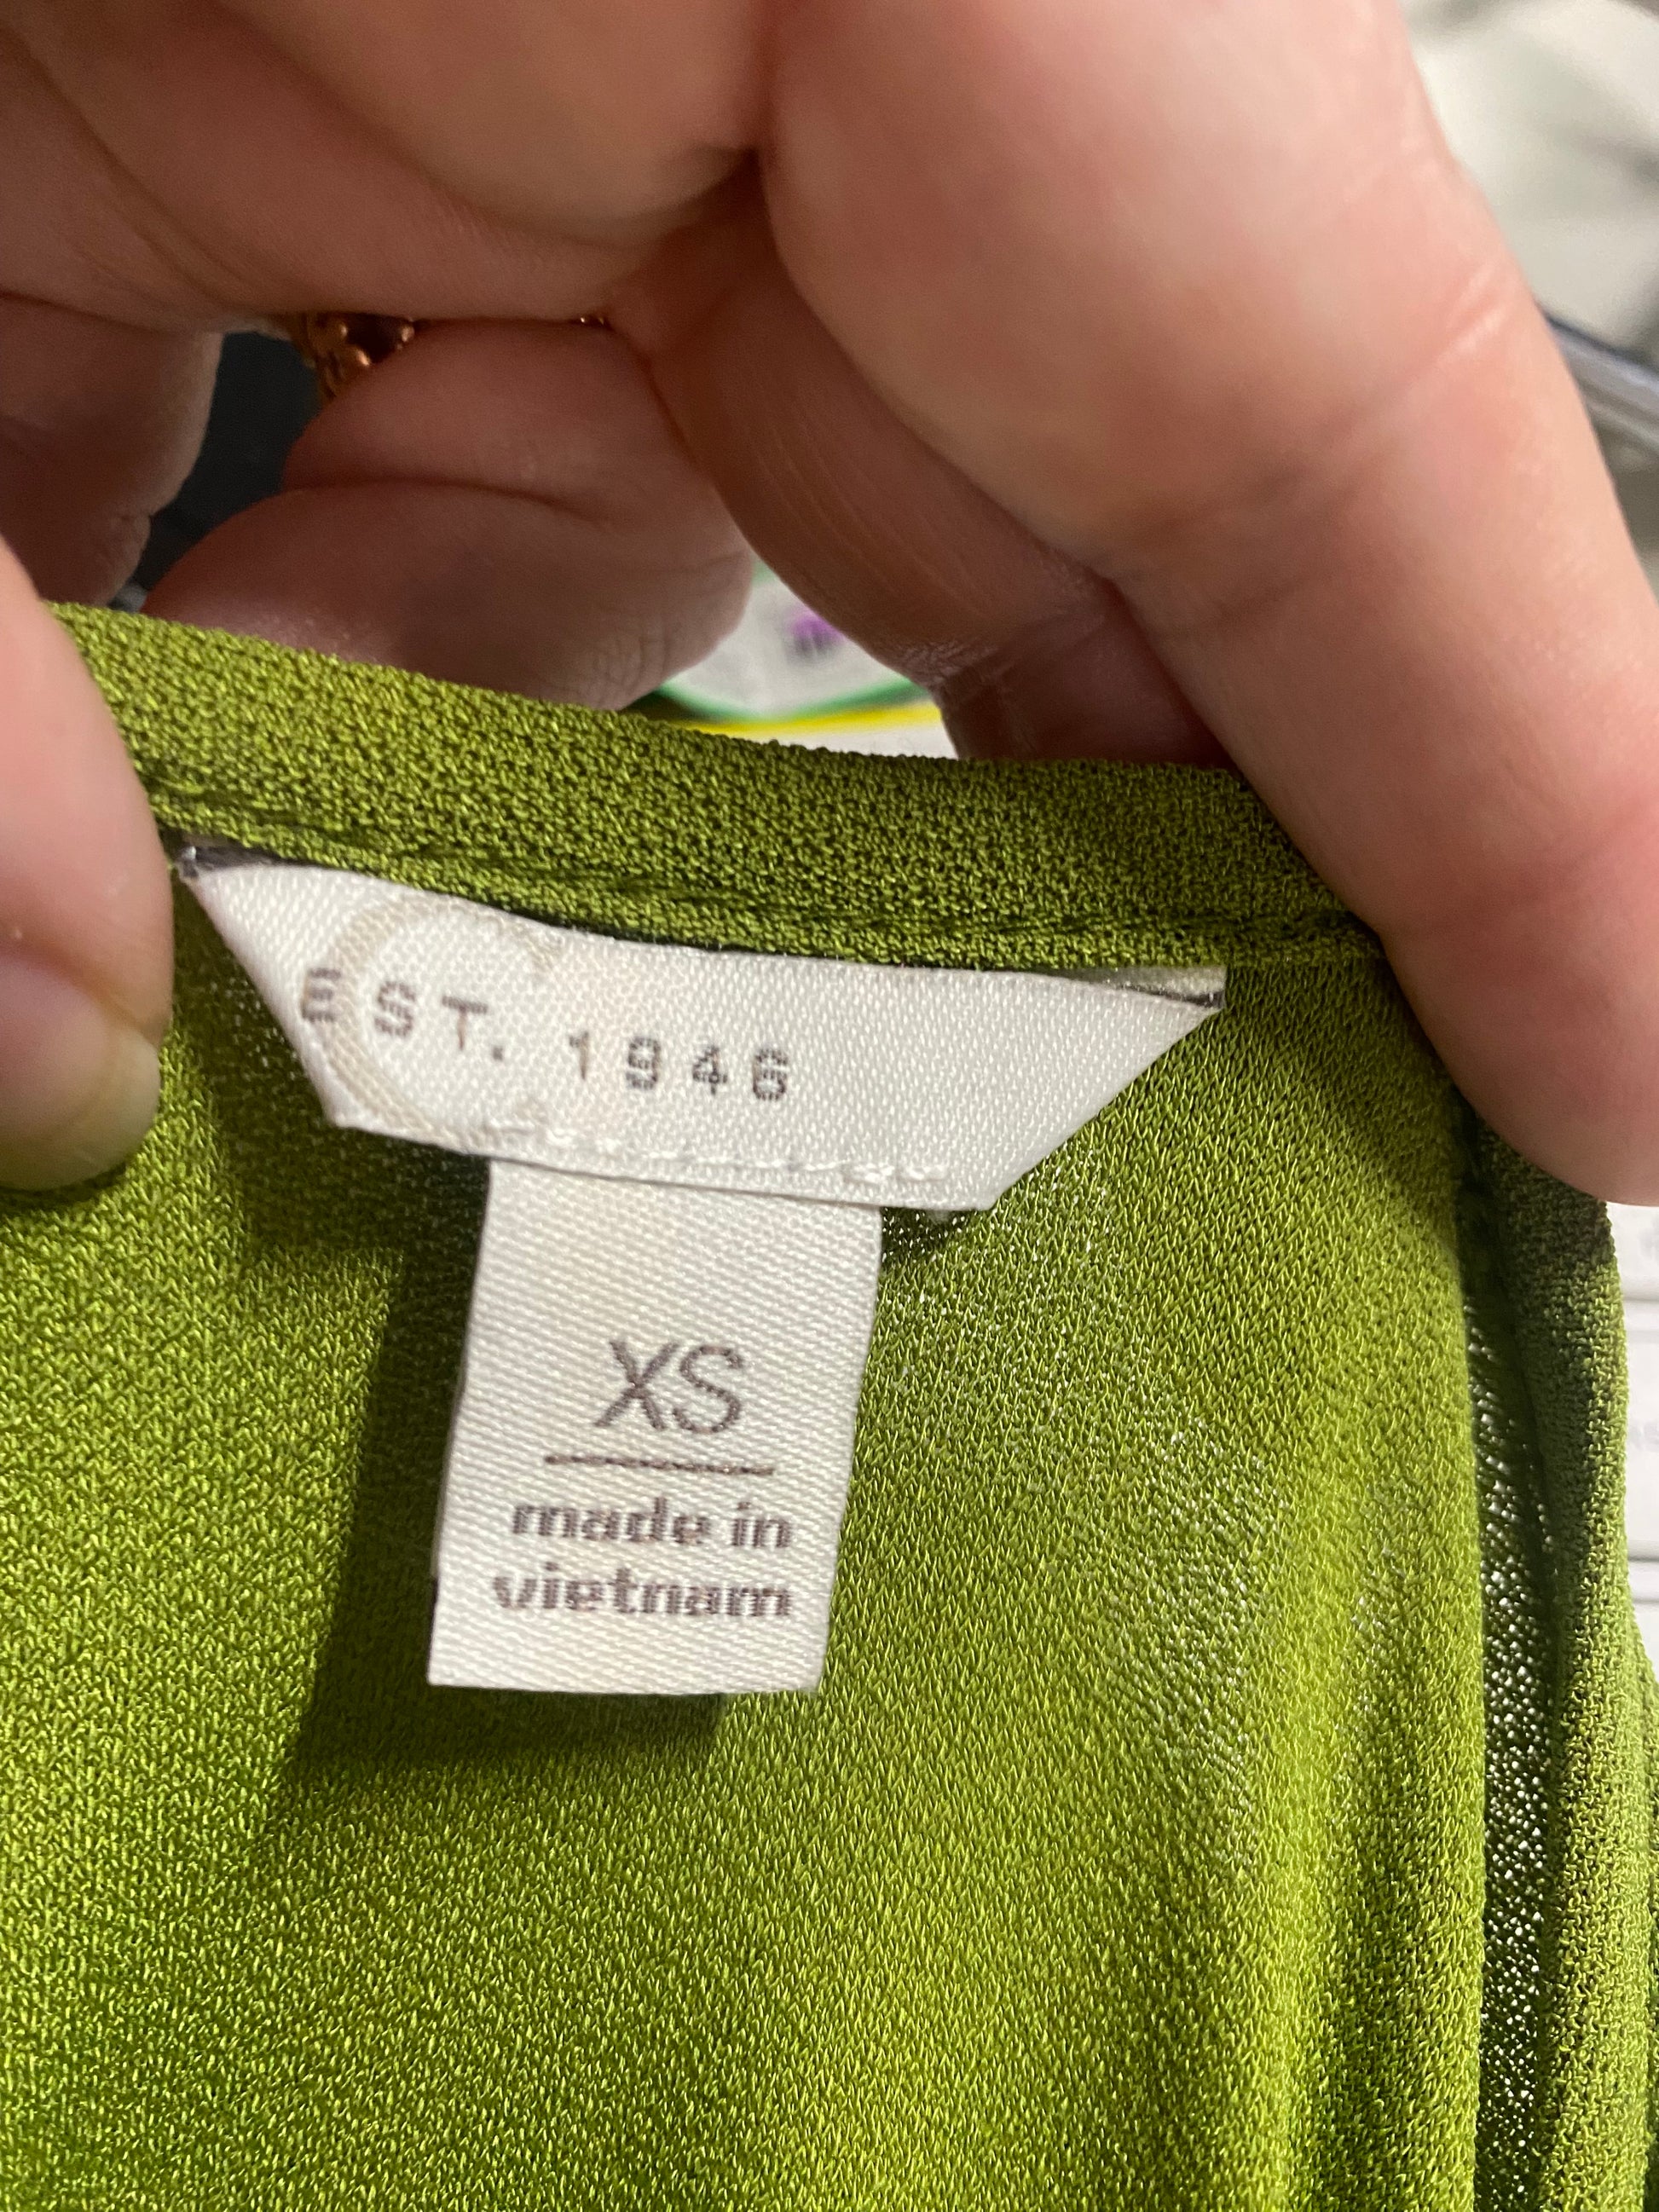 EST. 1946
XS
made in
vietnam